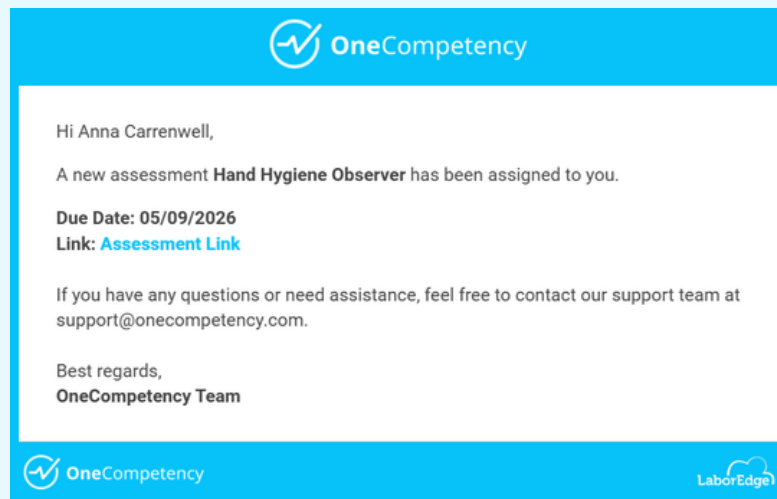 OneCompetency
Hi Anna Carrenwell,
A new assessment Hand Hygiene Observer has been assigned to you.
Due Date: 05/09/2026
Link: Assessment Link
If you have any questions or need assistance, feel free to contact our support team at
support@onecompetency.com.
Best regards,
OneCompetency Team
OneCompetency
LaborEdge